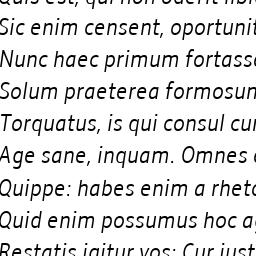 Quis est, qui non oderit libi
Sic enim censent, oportunit
Nunc haec primum fortass
Solum praeterea formosun
Torquatus, is qui consul cu
Age sane, inquam. Omnes
Quippe: habes enim a rheto
Quid enim possumus hoc a
Restatis igitur vos; Cur iust